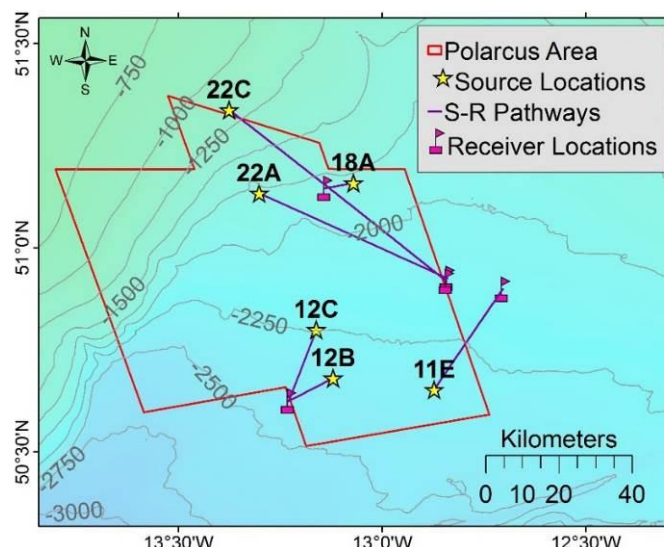 51°30'N
51°0'N
50°30'N
N
W E
S
-750
-1000
-1250
-1500
-2000
-2250
-2500
-2750
-3000
22C
18A
22A
12C
12B
11E
Polarcus Area
Source Locations
S-R Pathways
Receiver Locations
Kilometers
0 5 10 20 40
13°30'W
13°0'W
12°30'W